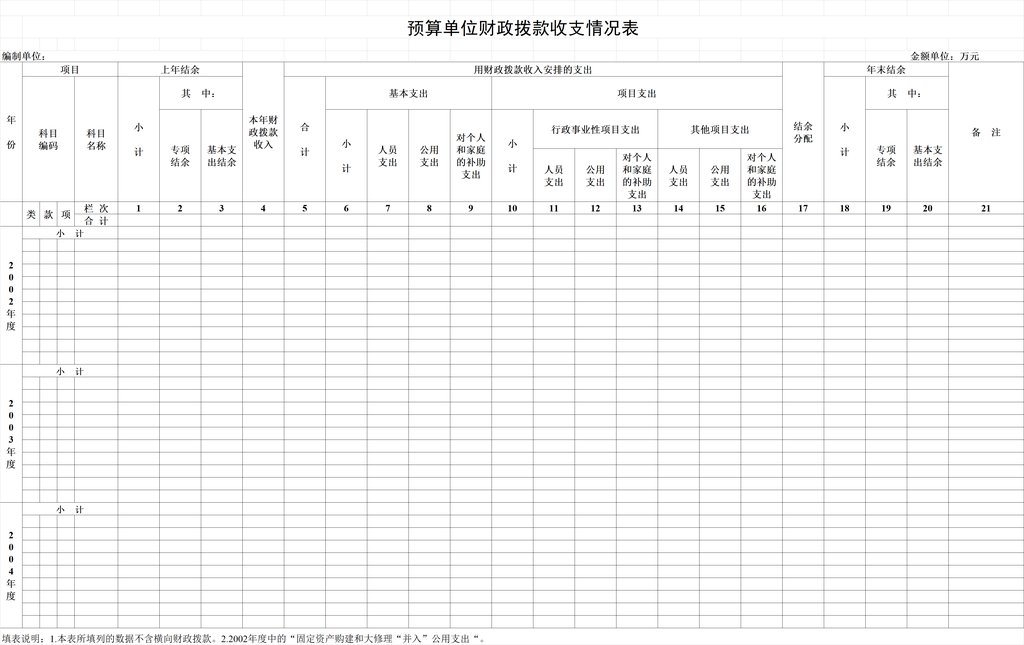 预算单位财政拨款收支情况表
编制单位: 金额单位：万元
项目 上年结余 用财政拨款收入安排的支出 年末结余
其 中: 基本支出 项目支出 其 中:
年份 科目编码 科目名称 小计 专项结余 基本支出结余 本年财政拨款收入 合计 小计 人员支出 公用支出 对个人和家庭的补助支出 小计 行政事业性项目支出 其他项目支出 结余分配 小计 专项结余 基本支出结余 备 注
人员支出 公用支出 对个人和家庭的补助支出 人员支出 公用支出 对个人和家庭的补助支出
类 款 项 栏 次 1 2 3 4 5 6 7 8 9 10 11 12 13 14 15 16 17 18 19 20 21
合 计
小 计
2002年度
小 计
2003年度
小 计
2004年度
填表说明：1.本表所填列的数据不含横向财政拨款。2.2002年度中的“固定资产购建和大修理“并入”公用支出“。